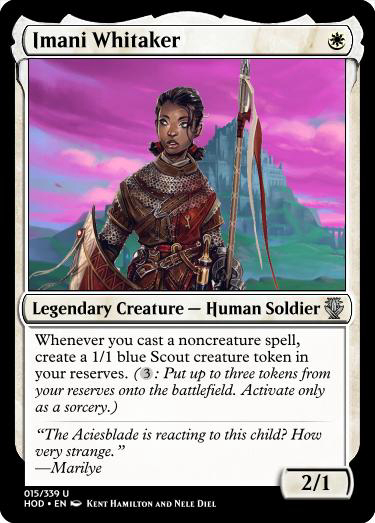 Imani Whitaker
Legendary Creature — Human Soldier
Whenever you cast a noncreature spell,
create a 1/1 blue Scout creature token in
your reserves. (3: Put up to three tokens from
your reserves onto the battlefield. Activate only
as a sorcery.)
“The Aciesblade is reacting to this child? How
very strange.”
—Marilye
2/1
015/339 U
HOD • EN Kent Hamilton and Nele Diel